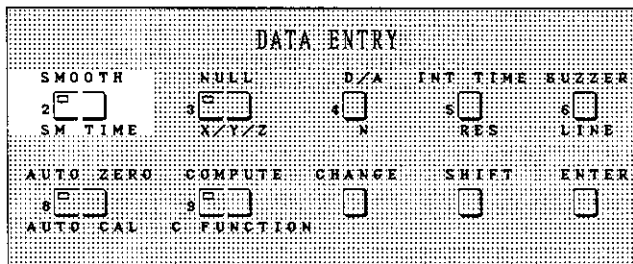 DATA ENTRY
SMOOTH NULL D/A INT TIME BUZZER
2 3 4 5 6
SM TIME X/Y/Z N RES LINE
AUTO ZERO COMPUTE CHANGE SHIFT ENTER
8 9
AUTO CAL C FUNCTION